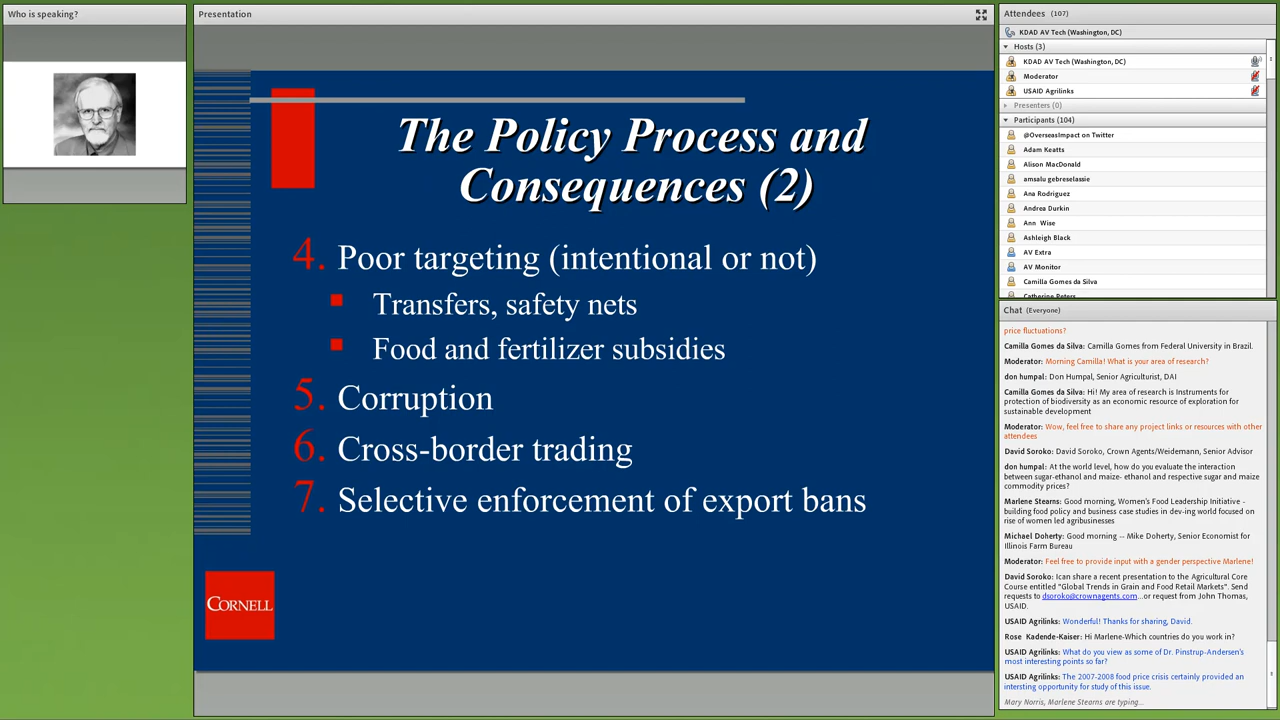 Who is speaking?
Presentation
The Policy Process and
Consequences (2)
4. Poor targeting (intentional or not)
Transfers, safety nets
Food and fertilizer subsidies
5. Corruption
6. Cross-border trading
7. Selective enforcement of export bans
CORNELL
Attendees (107)
KDAD AV Tech (Washington, DC)
Hosts (3)
KDAD AV Tech (Washington, DC)
Moderator
USAID Agrilinks
Presenters (0)
Participants (104)
@OverseasImpact on Twitter
Adam Keatts
Alison MacDonald
amsalu gebreselassie
Ana Rodriguez
Andrea Durkin
Ann Wise
Ashleigh Black
AV Extra
AV Monitor
Camilla Gomes da Silva
Catherine Peters
Chat (Everyone)
price fluctuations?
Camilla Gomes da Silva: Camilla Gomes from Federal University in Brazil.
Moderator: Morning Camilla! What is your area of research?
don humpal: Don Humpal, Senior Agriculturist, DAI
Camilla Gomes da Silva: Hi! My area of research is Instruments for
protection of biodiversity as an economic resource of exploration for
sustainable development
Moderator: Wow, feel free to share any project links or resources with other
attendees
David Soroko: David Soroko, Crown Agents/Weidemann, Senior Advisor
don humpal: At the world level, how do you evaluate the interaction
between sugar-ethanol and maize- ethanol and respective sugar and maize
commodity prices?
Marlene Stearns: Good morning, Women's Food Leadership Initiative -
building food policy and business case studies in dev-ing world focused on
rise of women led agribusinesses
Michael Doherty: Good morning -- Mike Doherty, Senior Economist for
Illinois Farm Bureau
Moderator: Feel free to provide input with a gender perspective Marlene!
David Soroko: Ican share a recent presentation to the Agricultural Core
Course entitled "Global Trends in Grain and Food Retail Markets". Send
requests to dsoroko@crownagents.com...or request from John Thomas,
USAID.
USAID Agrilinks: Wonderful! Thanks for sharing, David.
Rose Kadende-Kaiser: Hi Marlene-Which countries do you work in?
USAID Agrilinks: What do you view as some of Dr. Pinstrup-Andersen's
most interesting points so far?
USAID Agrilinks: The 2007-2008 food price crisis certainly provided an
intersting opportunity for study of this issue.
Mary Norris, Marlene Stearns are typing...